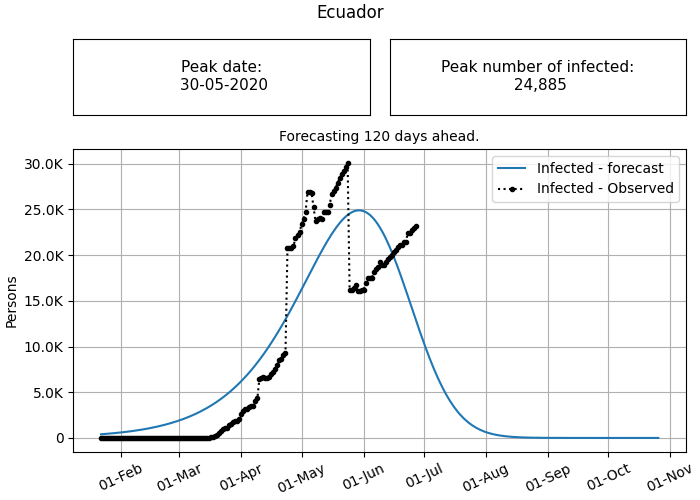 Ecuador
Peak date:
30-05-2020
Peak number of infected:
24,885
Forecasting 120 days ahead.
30.0K
25.0K
20.0K
15.0K
10.0K
5.0K
0
Persons
Infected - forecast
Infected - Observed
01-Feb
01-Mar
01-Apr
01-May
01-Jun
01-Jul
01-Aug
01-Sep
01-Oct
01-Nov